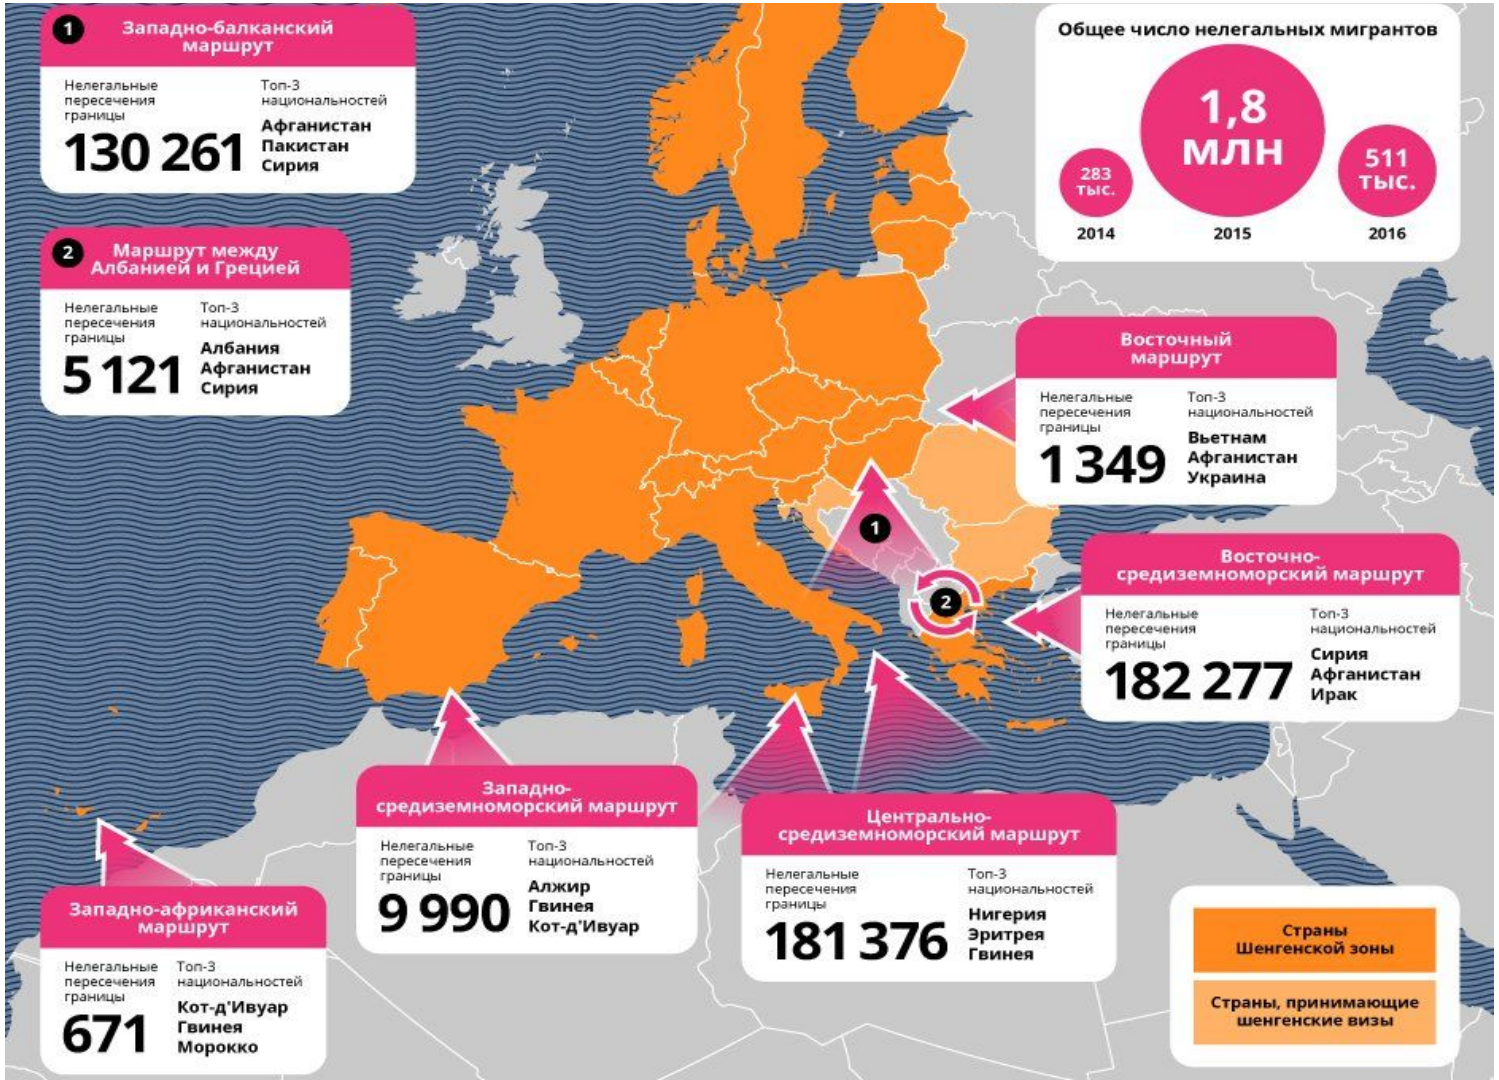 1
Западно-балканский
маршрут
Нелегальные
пересечения
границы
130 261
Топ-3
национальностей
Афганистан
Пакистан
Сирия
2
Маршрут между
Албанией и Грецией
Нелегальные
пересечения
границы
5 121
Топ-3
национальностей
Албания
Афганистан
Сирия
Общее число нелегальных мигрантов
283
тыс.
2014
1,8
млн
2015
511
тыс.
2016
Восточный
маршрут
Нелегальные
пересечения
границы
1 349
Топ-3
национальностей
Вьетнам
Афганистан
Украина
1
2
Восточно-
средиземноморский маршрут
Нелегальные
пересечения
границы
182 277
Топ-3
национальностей
Сирия
Афганистан
Ирак
Западно-
средиземноморский маршрут
Нелегальные
пересечения
границы
9 990
Топ-3
национальностей
Алжир
Гвинея
Кот-д'Ивуар
Центрально-
средиземноморский маршрут
Нелегальные
пересечения
границы
181 376
Топ-3
национальностей
Нигерия
Эритрея
Гвинея
Западно-африканский
маршрут
Нелегальные
пересечения
границы
671
Топ-3
национальностей
Кот-д'Ивуар
Гвинея
Морокко
Страны
Шенгенской зоны
Страны, принимающие
шенгенские визы